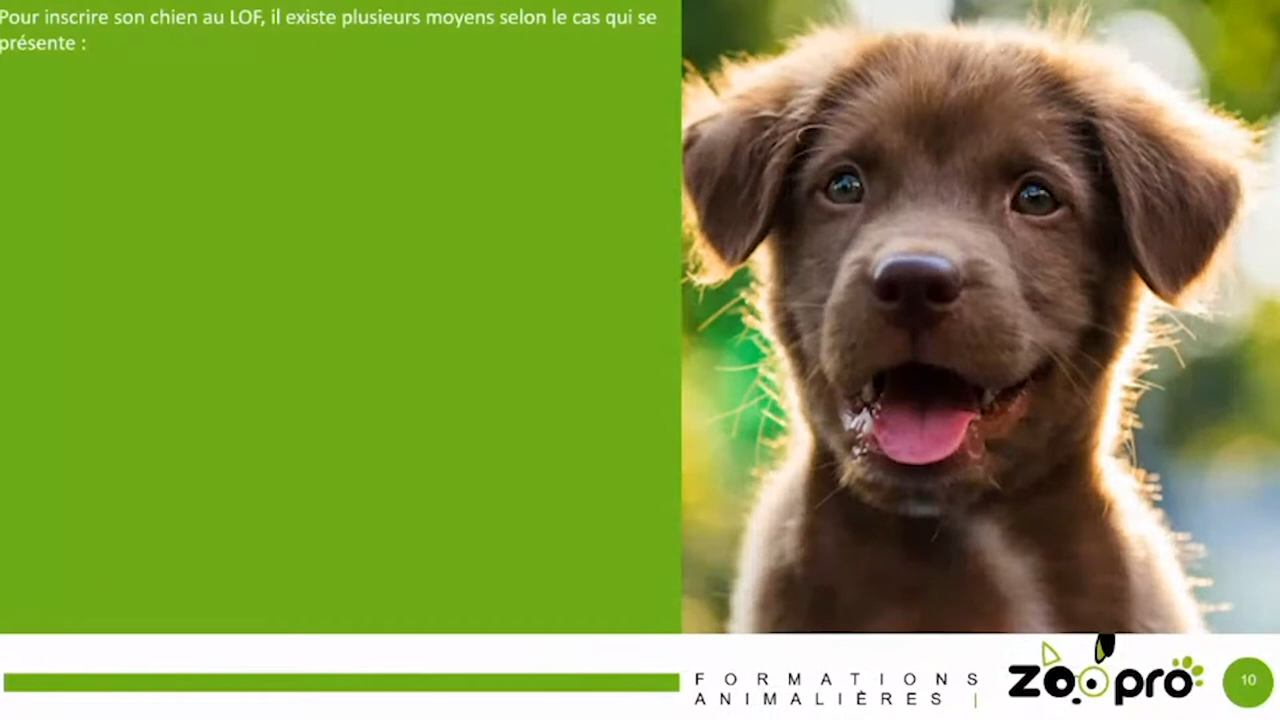 Pour inscrire son chien au LOF, il existe plusieurs moyens selon le cas qui se
présente :
FORMATIONS
ANIMALIÈRES |
zoopro
10